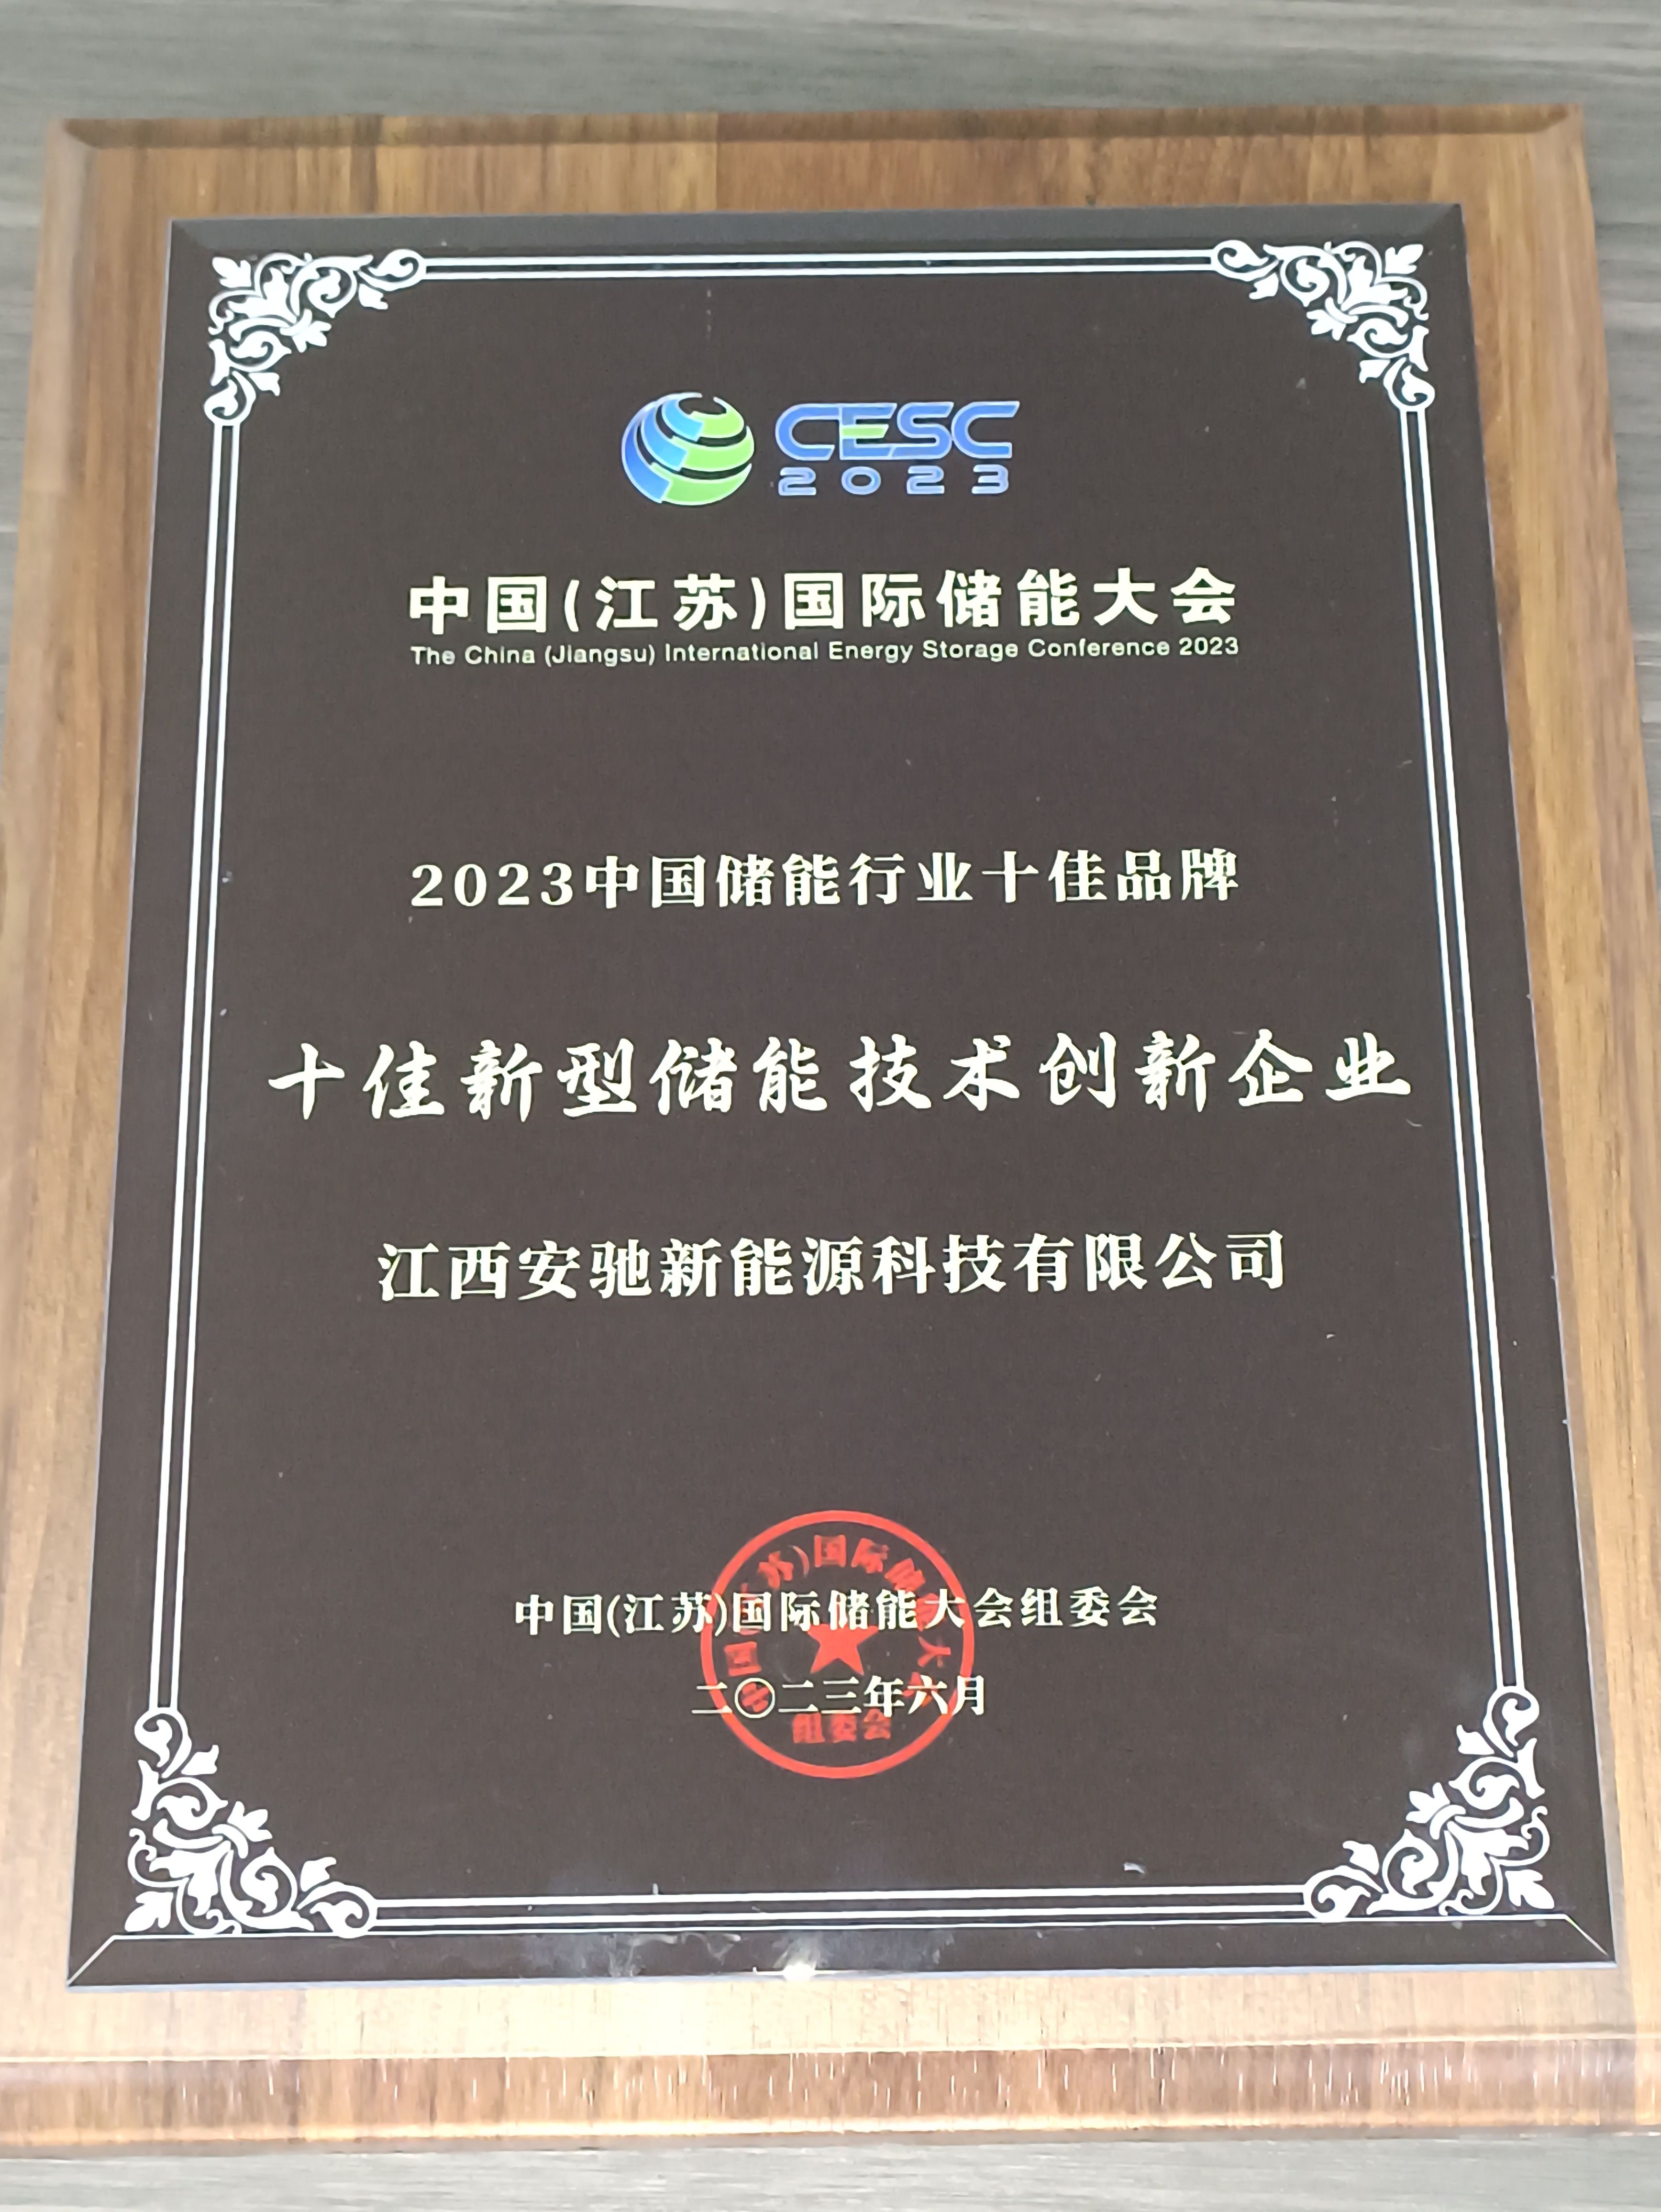 CESC
2023
中国(江苏)国际储能大会
The China (Jiangsu) International Energy Storage Conference 2023
2023中国储能行业十佳品牌
十佳新型储能技术创新企业
江西安驰新能源科技有限公司
中国(江苏)国际储能大会组委会
二〇二三年六月
组委会